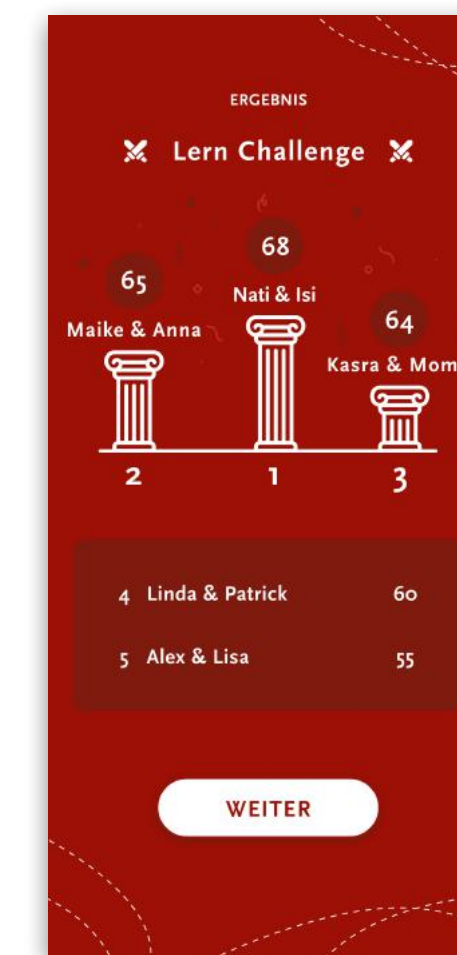 ERGEBNIS
Lern Challenge
68
65
Nati & Isi
64
Maike & Anna
Kasra & Mom
2 1 3
4 Linda & Patrick 60
5 Alex & Lisa 55
WEITER